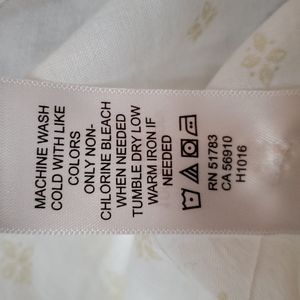 MACHINE WASH
COLD WITH LIKE
COLORS
ONLY NON-
CHLORINE BLEACH
WHEN NEEDED
TUMBLE DRY LOW
WARM IRON IF
NEEDED
RN 51783
CA 56910
H1016